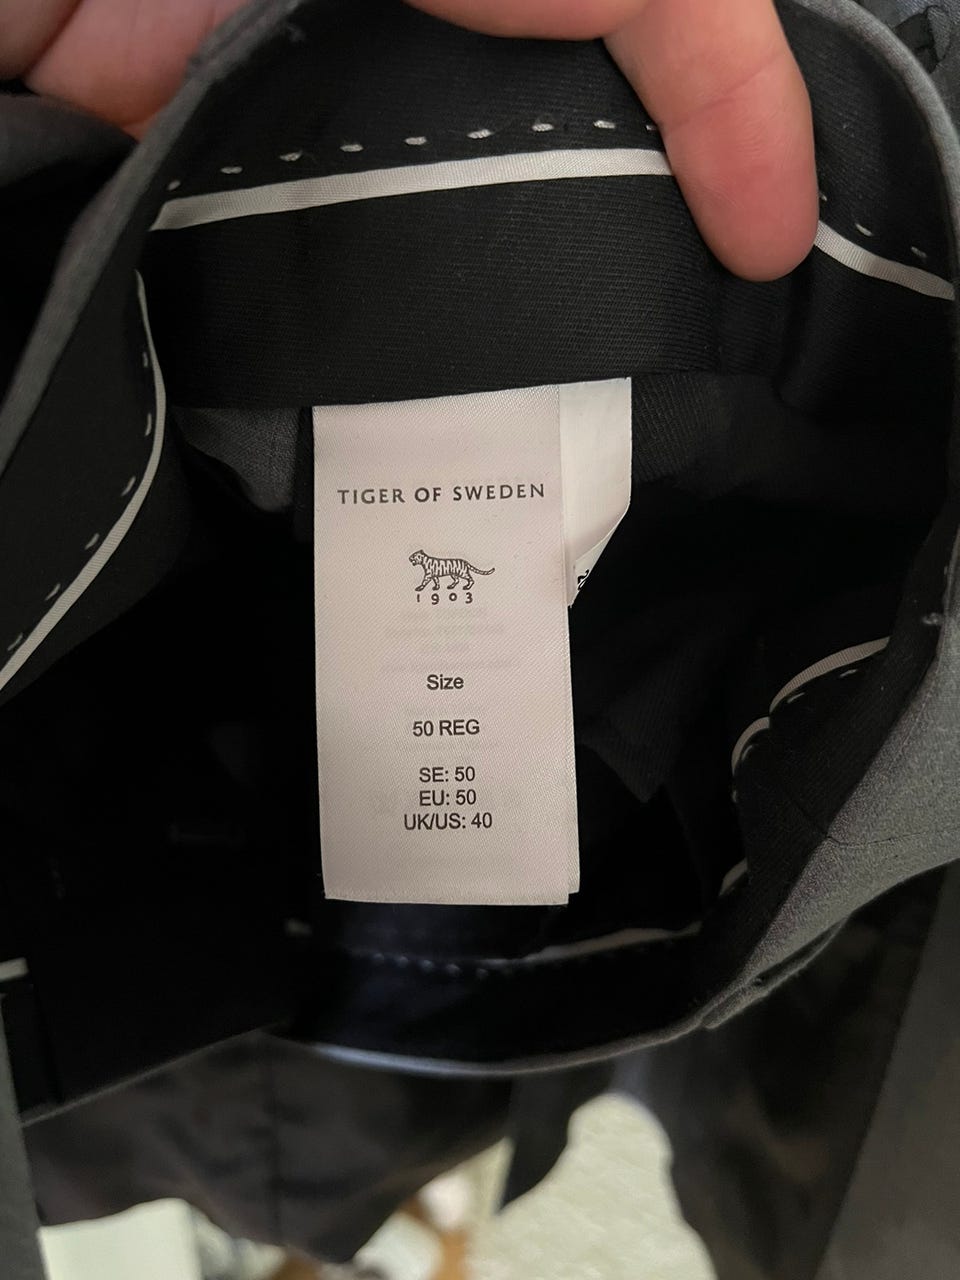 TIGER OF SWEDEN
1903
Size
50 REG
SE: 50
EU: 50
UK/US: 40